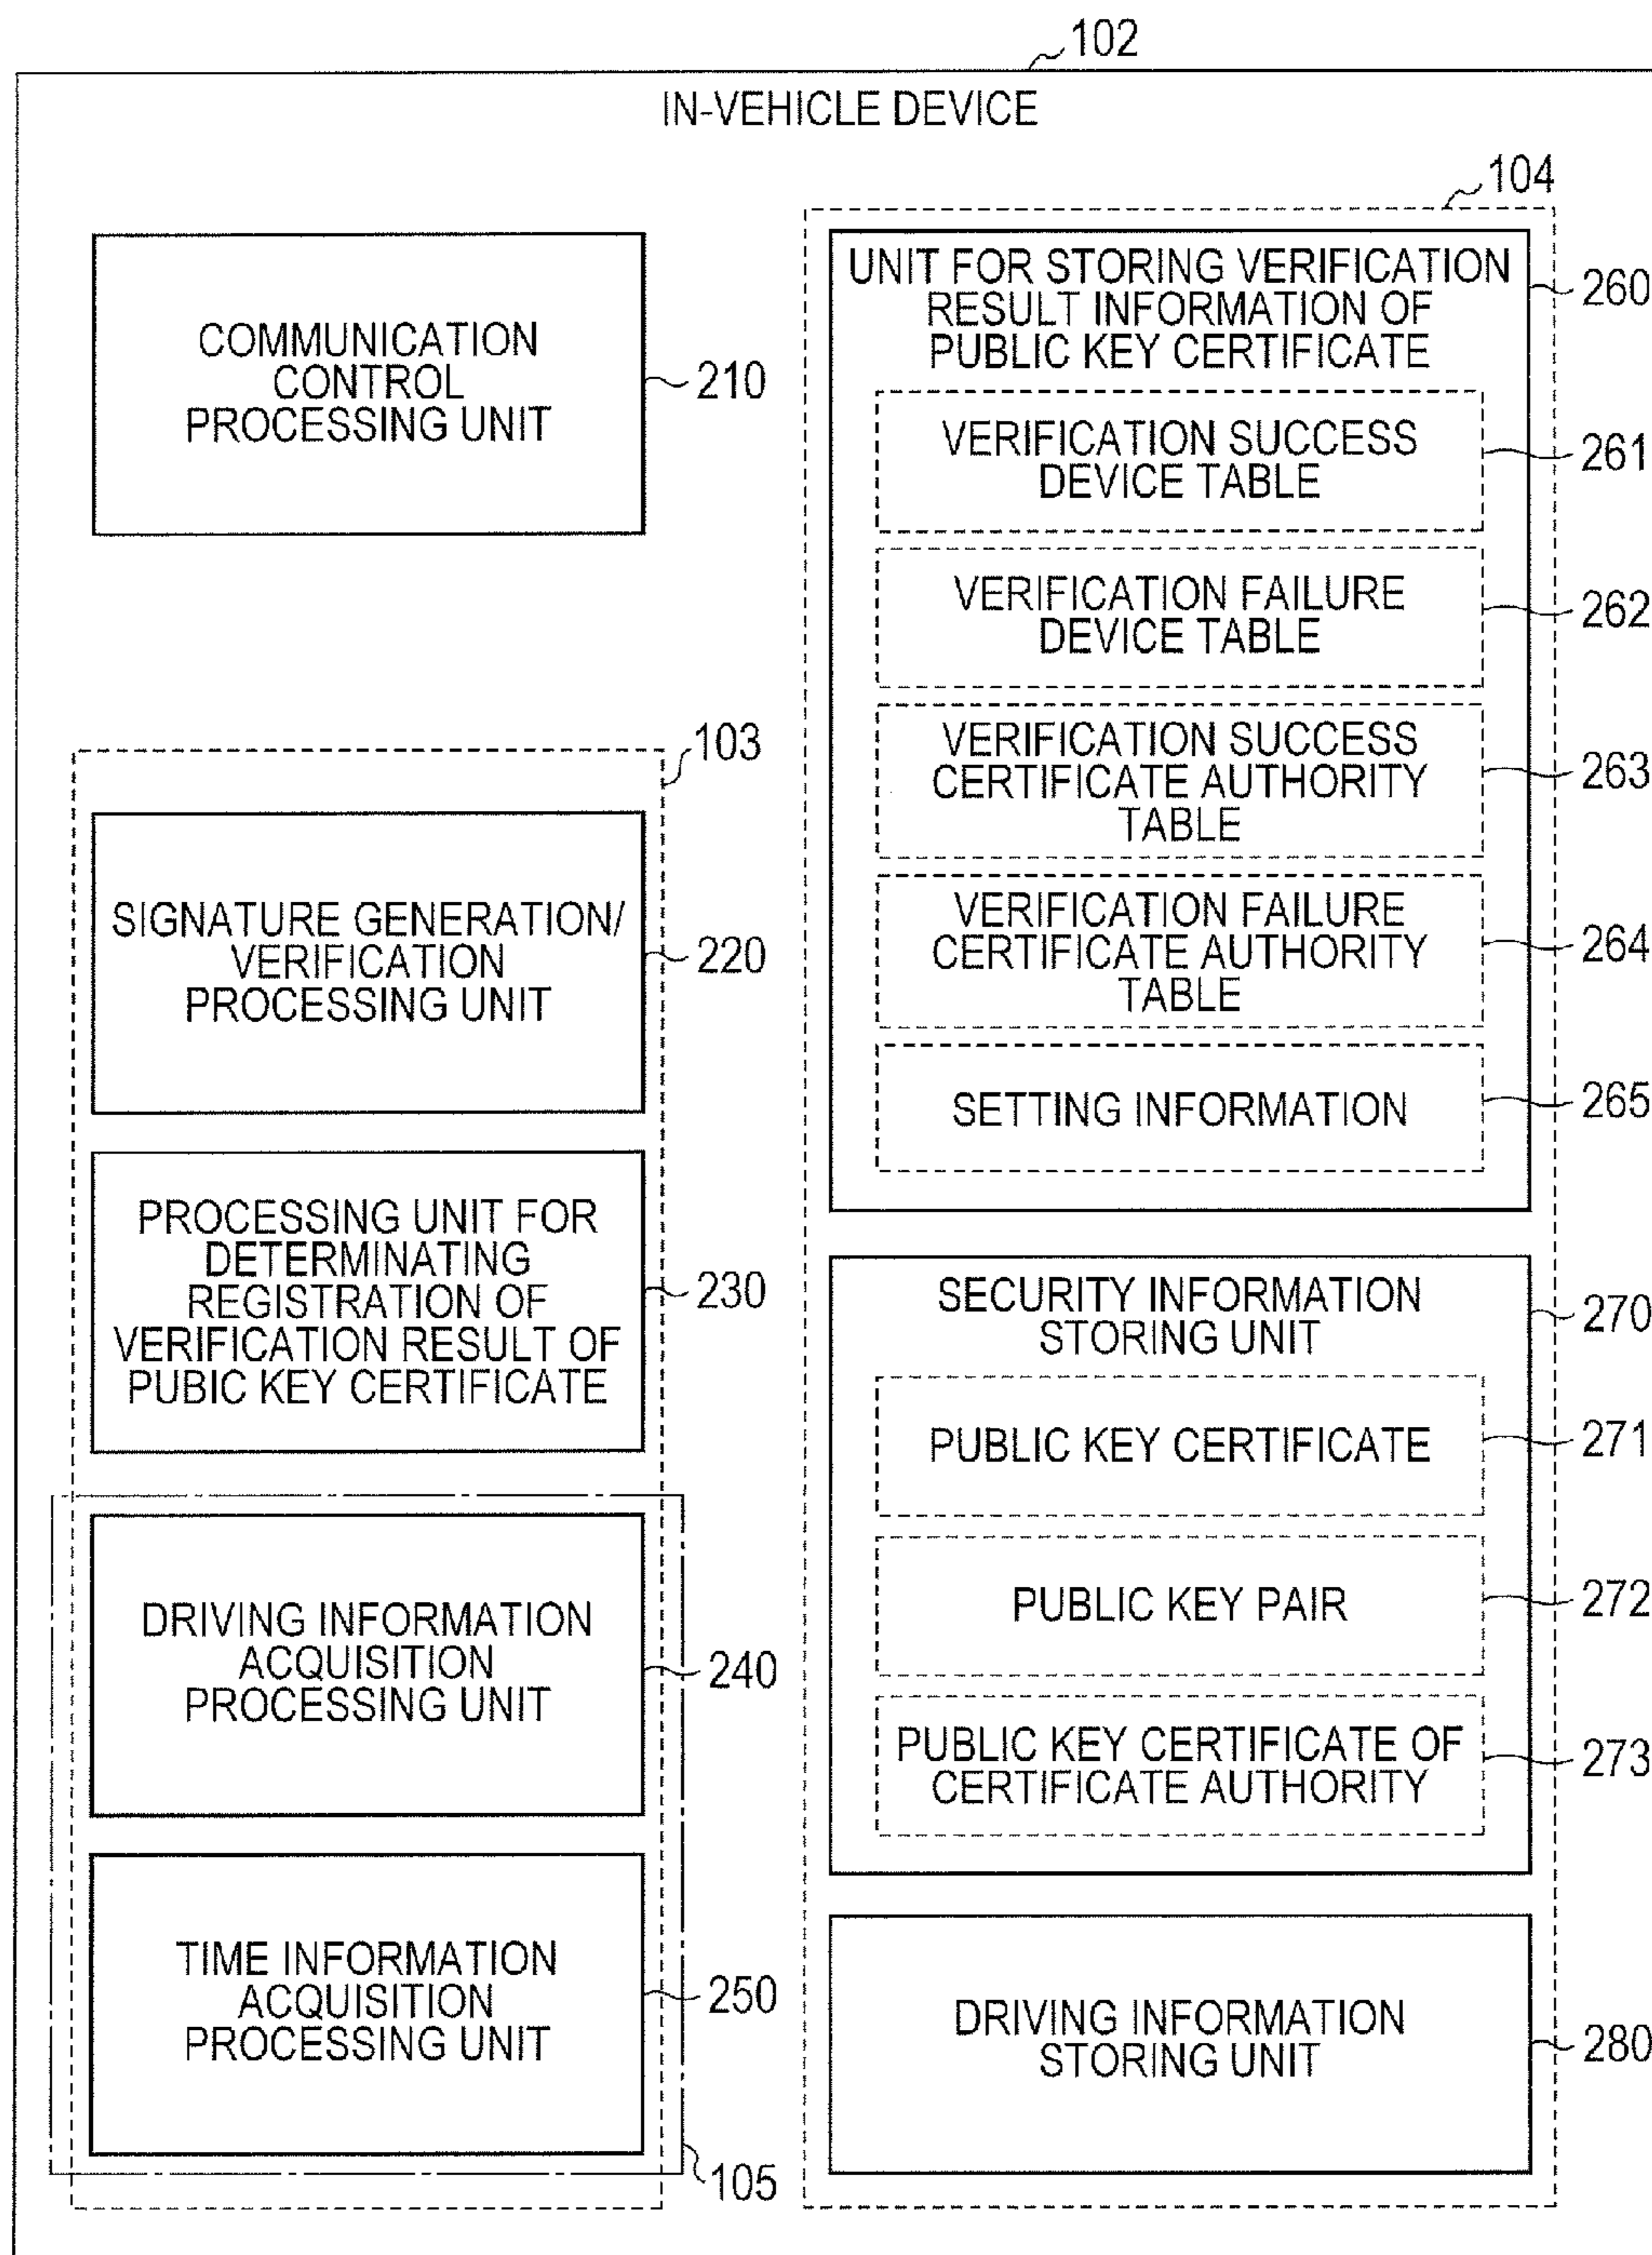 102
IN-VEHICLE DEVICE
COMMUNICATION
CONTROL
PROCESSING UNIT
210
103
SIGNATURE GENERATION/
VERIFICATION
PROCESSING UNIT
220
PROCESSING UNIT FOR
DETERMINATING
REGISTRATION OF
VERIFICATION RESULT OF
PUBIC KEY CERTIFICATE
230
DRIVING INFORMATION
ACQUISITION
PROCESSING UNIT
240
TIME INFORMATION
ACQUISITION
PROCESSING UNIT
250
105
104
UNIT FOR STORING VERIFICATION
RESULT INFORMATION OF
PUBLIC KEY CERTIFICATE
260
VERIFICATION SUCCESS
DEVICE TABLE
261
VERIFICATION FAILURE
DEVICE TABLE
262
VERIFICATION SUCCESS
CERTIFICATE AUTHORITY
TABLE
263
VERIFICATION FAILURE
CERTIFICATE AUTHORITY
TABLE
264
SETTING INFORMATION
265
SECURITY INFORMATION
STORING UNIT
270
PUBLIC KEY CERTIFICATE
271
PUBLIC KEY PAIR
272
PUBLIC KEY CERTIFICATE OF
CERTIFICATE AUTHORITY
273
DRIVING INFORMATION
STORING UNIT
280